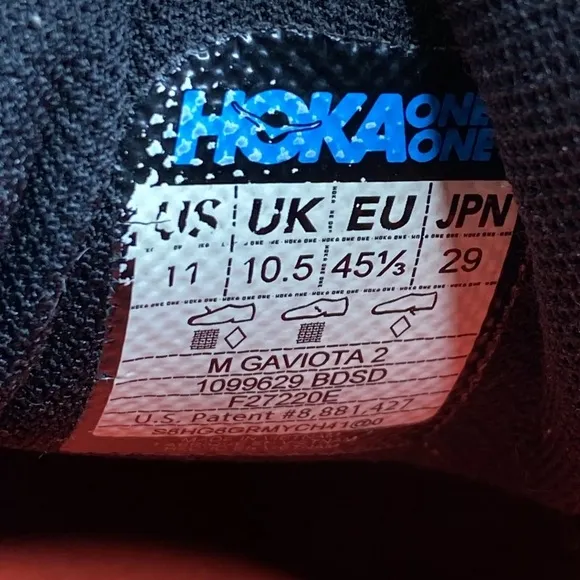 HOKA ONE ONE
US UK EU JPN
11 10.5 45⅓ 29
M GAVIOTA 2
1099629 BDSD
F27220E
U.S. Patent #8,881,427